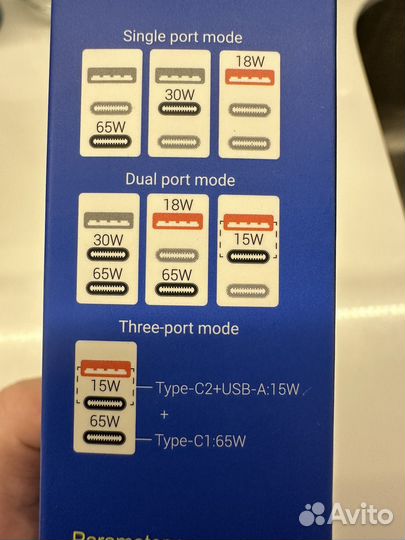 Single port mode
18W
30W
65W
Dual port mode
18W
30W 15W
65W 65W
Three-port mode
15W Type-C2+USB-A:15W
+
65W Type-C1:65W
Avito